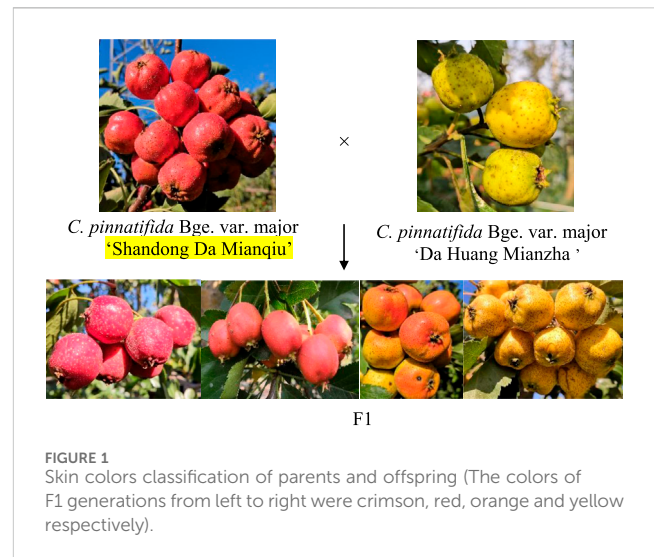 ×
C. pinnatifida Bge. var. major
‘Shandong Da Mianqiu’
C. pinnatifida Bge. var. major
‘Da Huang Mianzha ’
F1
FIGURE 1
Skin colors classification of parents and offspring (The colors of
F1 generations from left to right were crimson, red, orange and yellow
respectively).